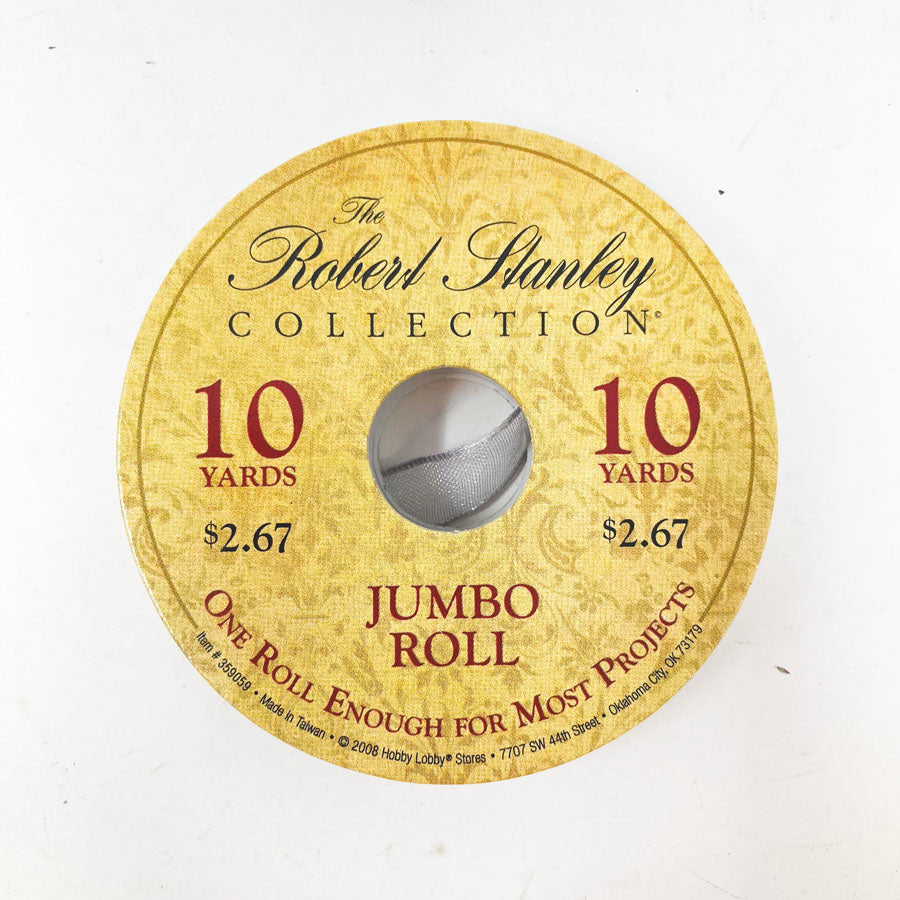 The
Robert Stanley
COLLECTION©
10
YARDS
$2.67
10
YARDS
$2.67
JUMBO
ROLL
ONE ROLL ENOUGH FOR MOST PROJECTS
Item # 359059 • Made in Taiwan • © 2008 Hobby Lobby® Stores • 7707 SW 44th Street • Oklahoma City, OK 73179